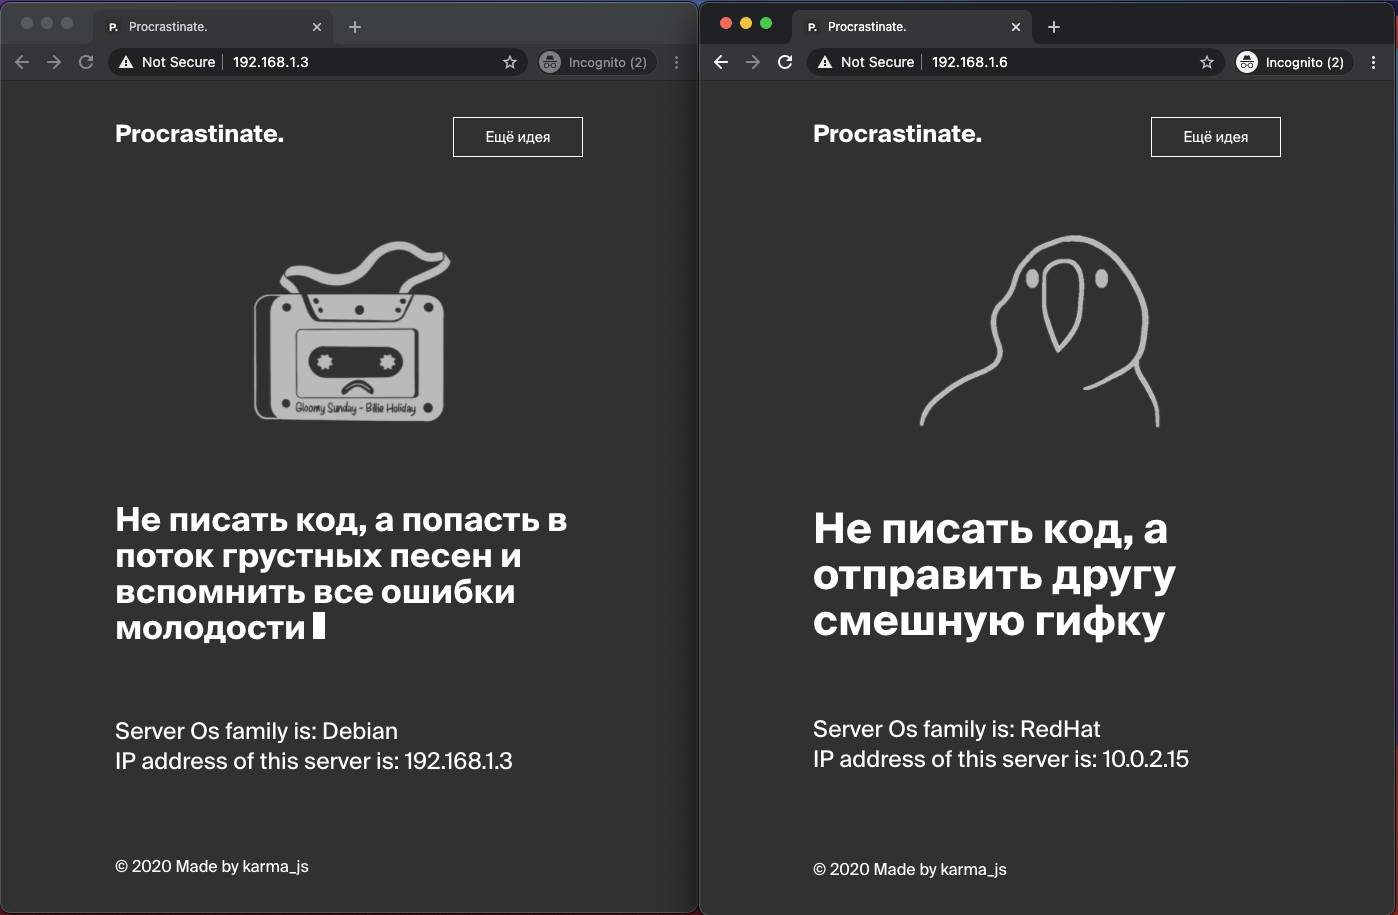 P. Procrastinate.
Not Secure 192.168.1.3 Incognito (2)
Procrastinate.
Ещё идея
Gloomy Sunday - Billie Holiday
Не писать код, а попасть в
поток грустных песен и
вспомнить все ошибки
молодости
Server Os family is: Debian
IP address of this server is: 192.168.1.3
© 2020 Made by karma_js
P. Procrastinate.
Not Secure 192.168.1.6 Incognito (2)
Procrastinate.
Ещё идея
Не писать код, а
отправить другу
смешную гифку
Server Os family is: RedHat
IP address of this server is: 10.0.2.15
© 2020 Made by karma_js